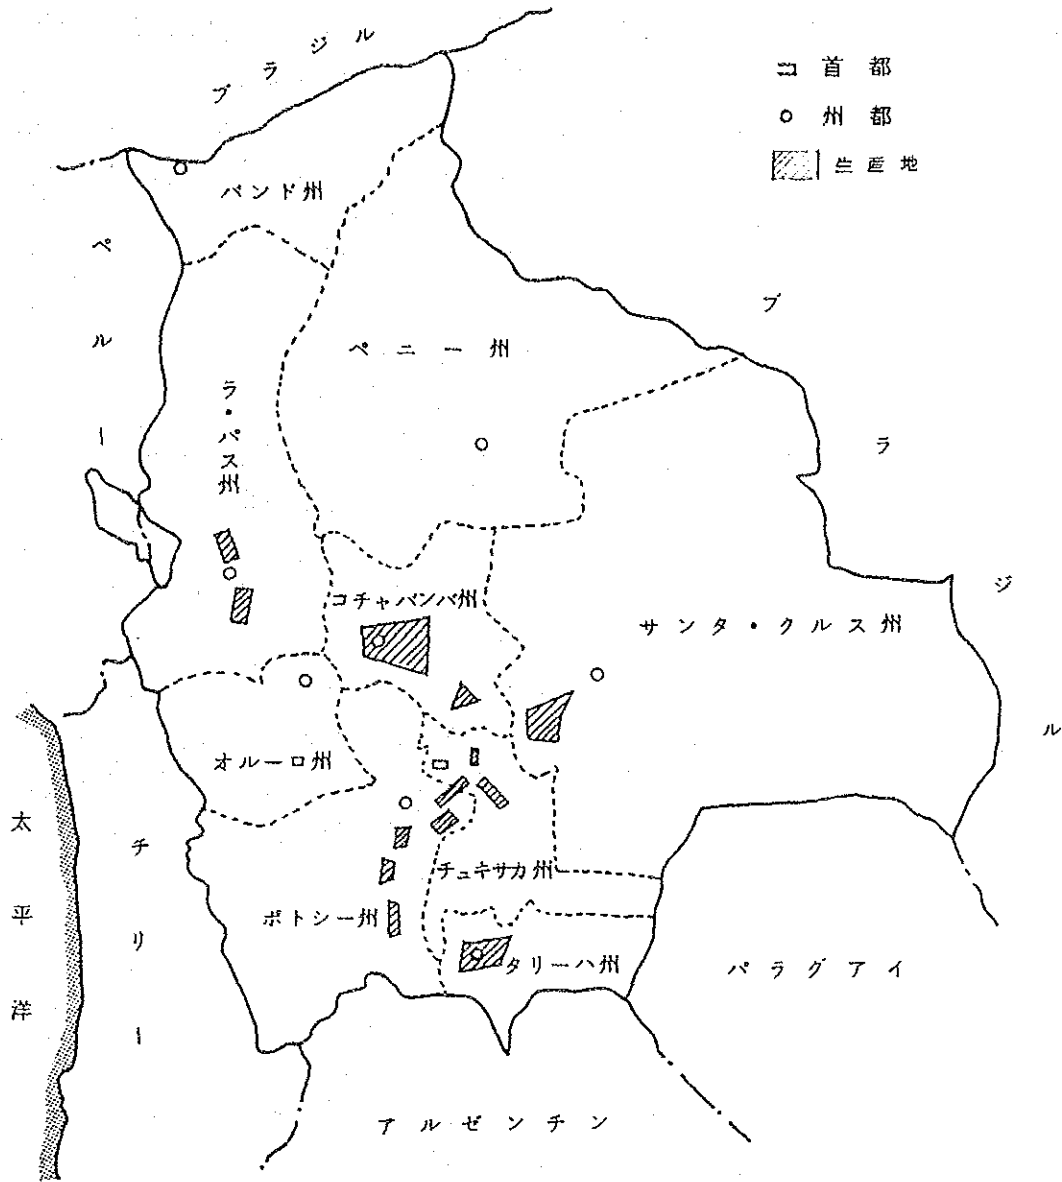 ブラジル
首都
州都
生産地
パンド州
ペルー
ブラジル
ベニー州
ラ・パス州
コチャバンバ州
サンタ・クルス州
オルーロ州
太平洋
チリー
チュキサカ州
ポトシー州
タリーハ州
パラグアイ
アルゼンチン